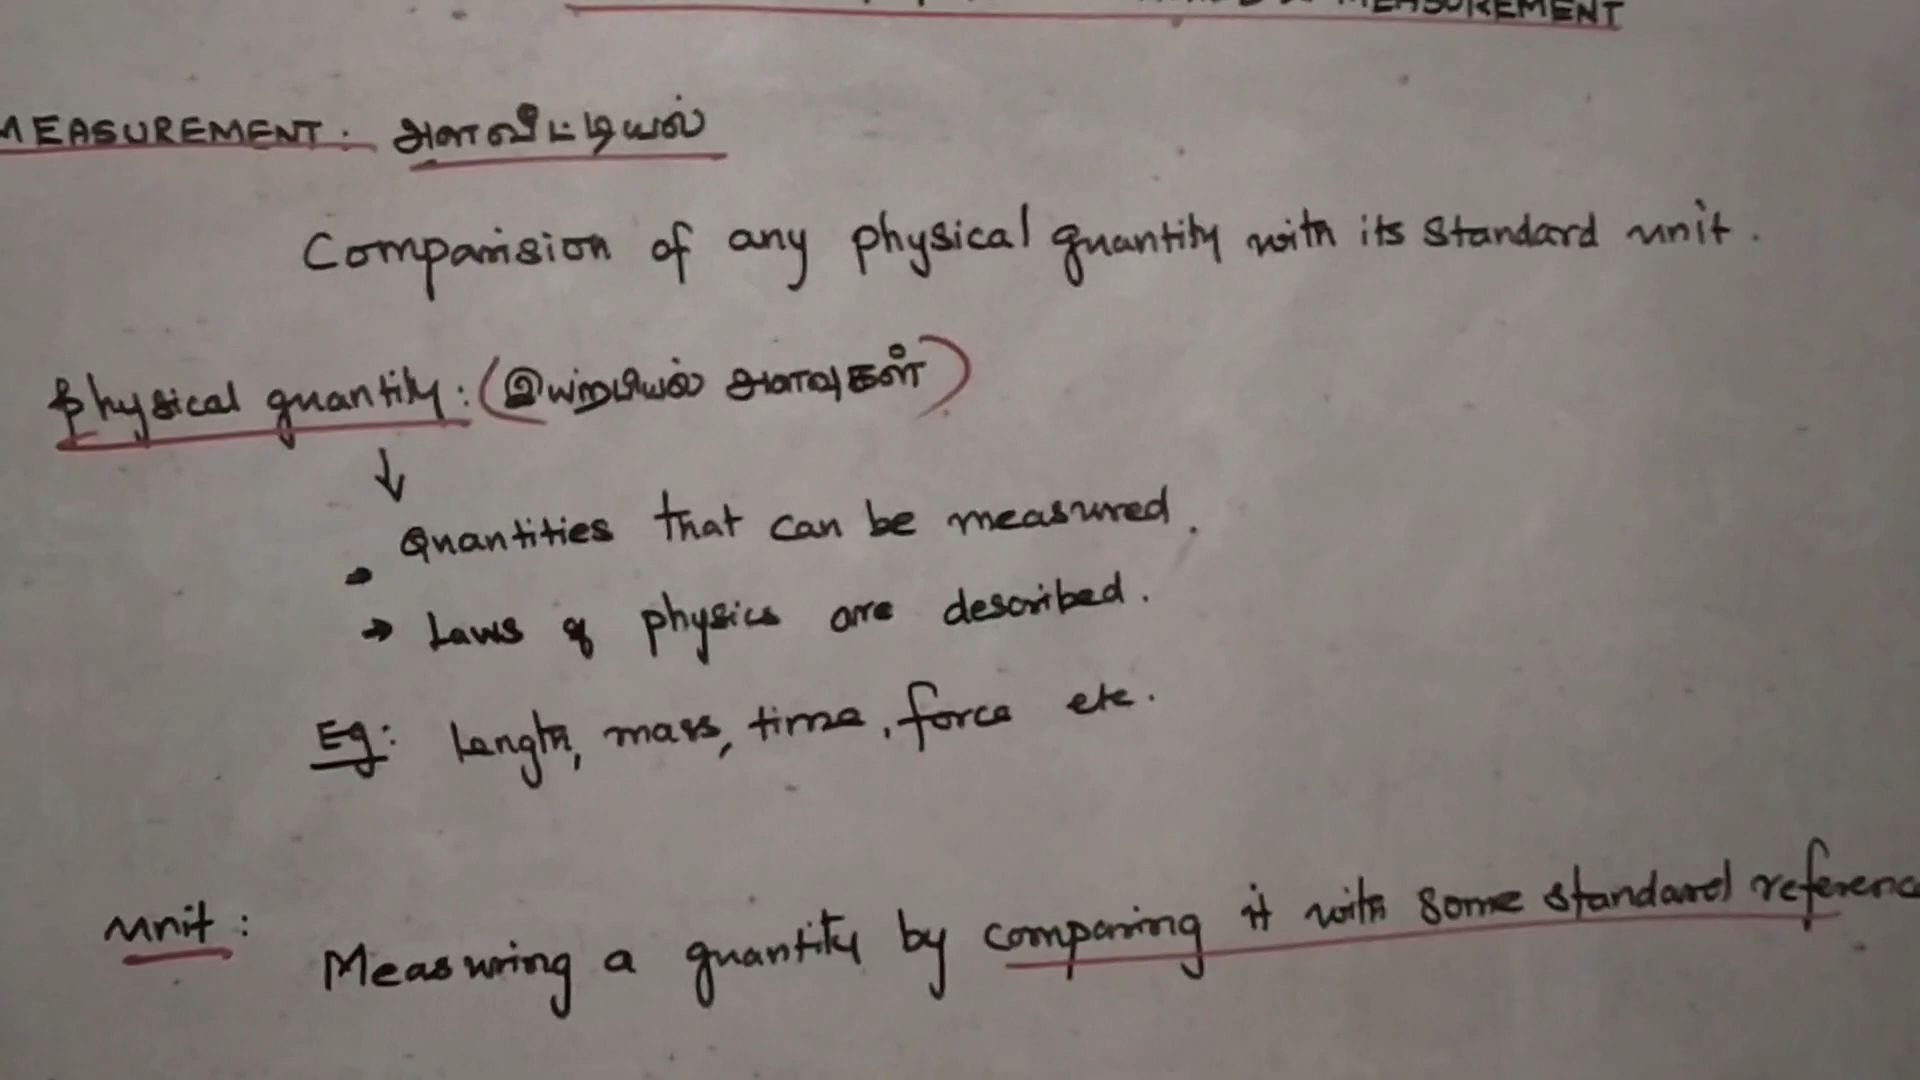 MEASUREMENT
MEASUREMENT: அளவீட்டியல்
Comparision of any physical quantity with its standard unit.
Physical quantity: (இயற்பியல் அளவுகள்)
↓
Quantities that can be measured.
→ Laws of physics are described.
Eg: Length, mass, time, force etc.
Unit:
Measuring a quantity by comparing it with some standard referenc